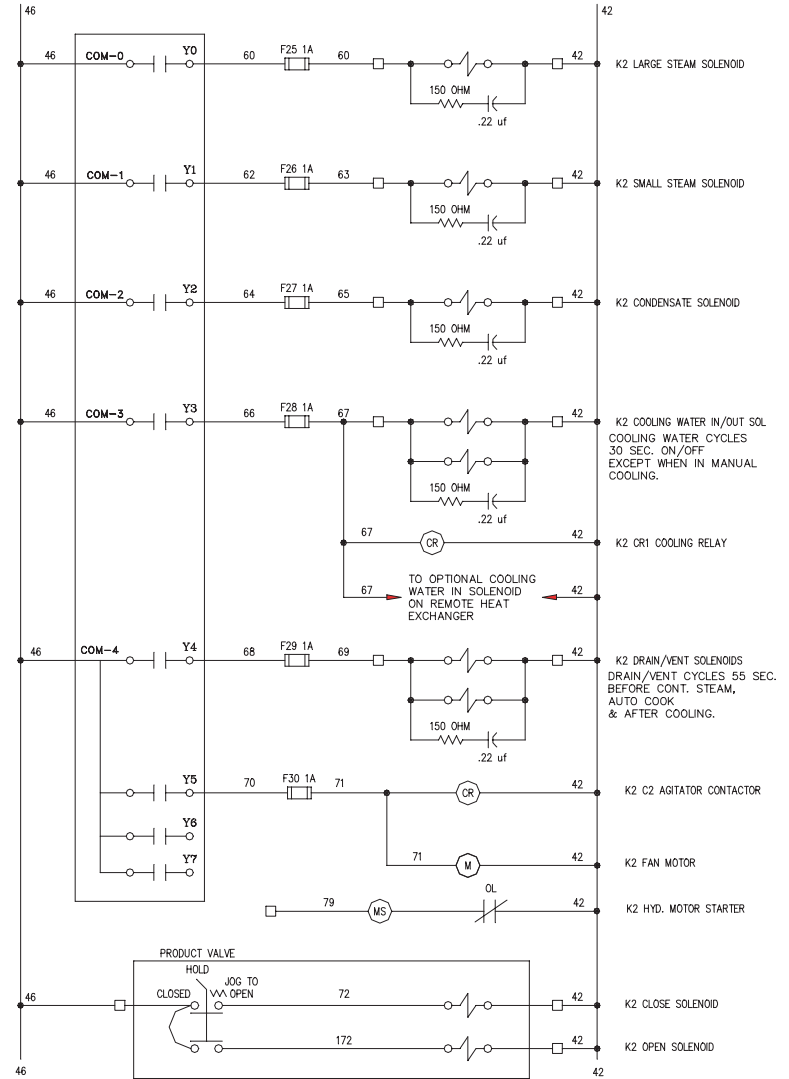 46 42
46 COM-0 Y0 60 F25 1A 60 42 K2 LARGE STEAM SOLENOID
150 OHM
.22 uf
46 COM-1 Y1 62 F26 1A 63 42 K2 SMALL STEAM SOLENOID
150 OHM
.22 uf
46 COM-2 Y2 64 F27 1A 65 42 K2 CONDENSATE SOLENOID
150 OHM
.22 uf
46 COM-3 Y3 66 F28 1A 67 42 K2 COOLING WATER IN/OUT SOL
COOLING WATER CYCLES
30 SEC. ON/OFF
EXCEPT WHEN IN MANUAL
COOLING.
150 OHM
.22 uf
67 CR 42 K2 CR1 COOLING RELAY
67 TO OPTIONAL COOLING
WATER IN SOLENOID
ON REMOTE HEAT
EXCHANGER
42
46 COM-4 Y4 68 F29 1A 69 42 K2 DRAIN/VENT SOLENOIDS
DRAIN/VENT CYCLES 55 SEC.
BEFORE CONT. STEAM,
AUTO COOK
& AFTER COOLING.
150 OHM
.22 uf
Y5 70 F30 1A 71 CR 42 K2 C2 AGITATOR CONTACTOR
Y6
Y7 71 M 42 K2 FAN MOTOR
79 MS OL 42 K2 HYD. MOTOR STARTER
PRODUCT VALVE
HOLD
JOG TO
OPEN
CLOSED
46 72 42 K2 CLOSE SOLENOID
172 42 K2 OPEN SOLENOID
46 42